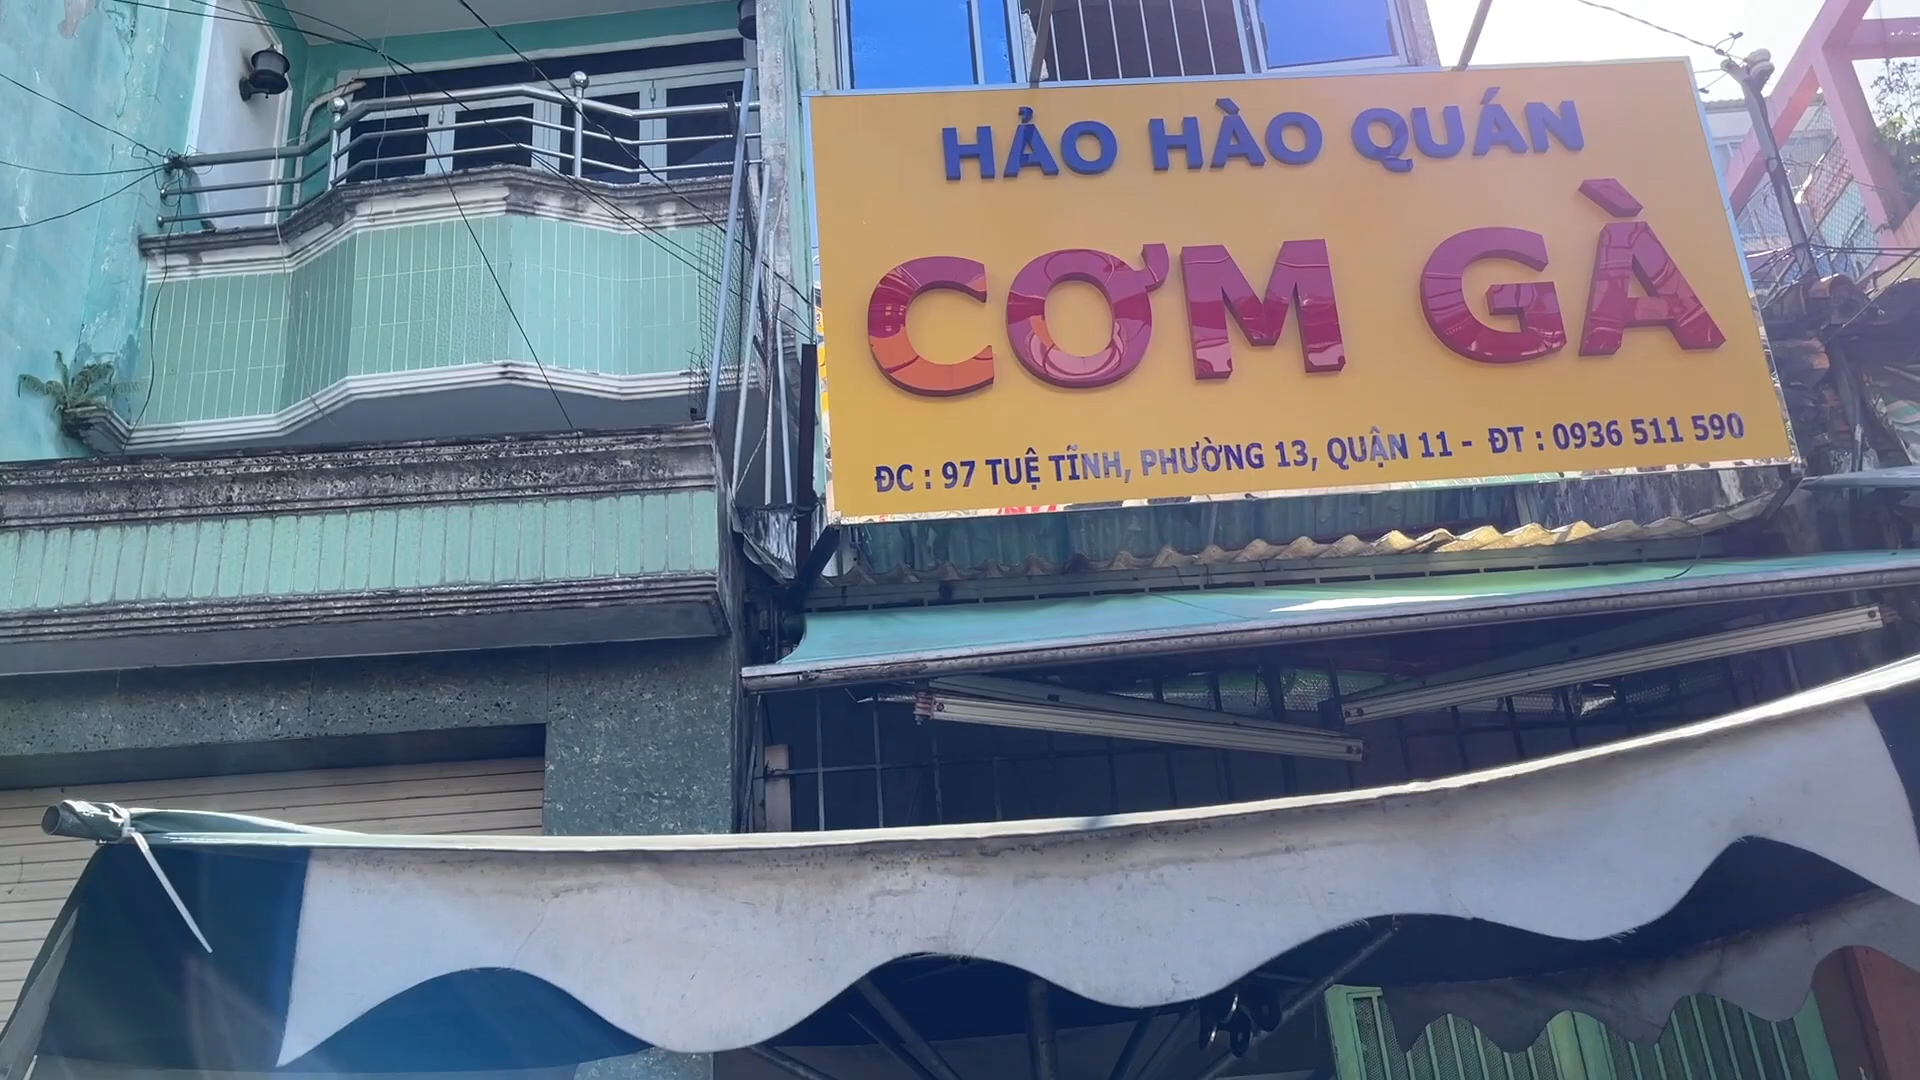 HẢO HÀO QUÁN
CƠM GÀ
ĐC : 97 TUỆ TĨNH, PHƯỜNG 13, QUẬN 11 - ĐT : 0936 511 590